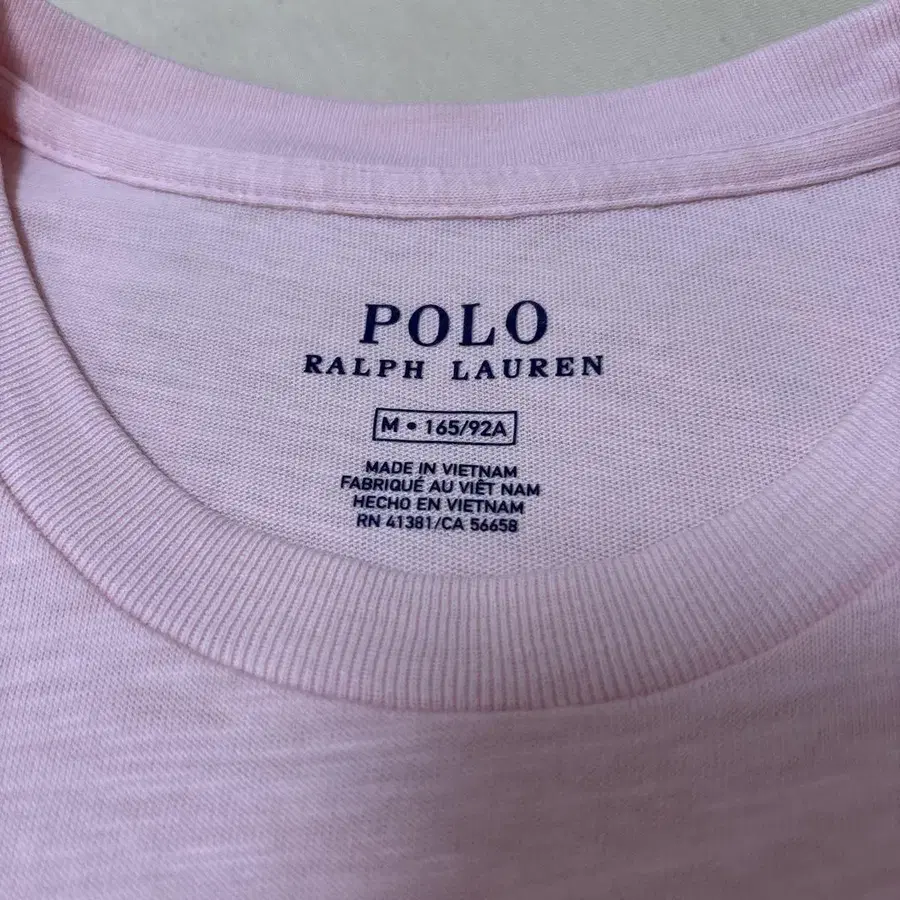 POLO
RALPH LAUREN
M • 165/92A
MADE IN VIETNAM
FABRIQUÉ AU VIÊT NAM
HECHO EN VIETNAM
RN 41381/CA 56658